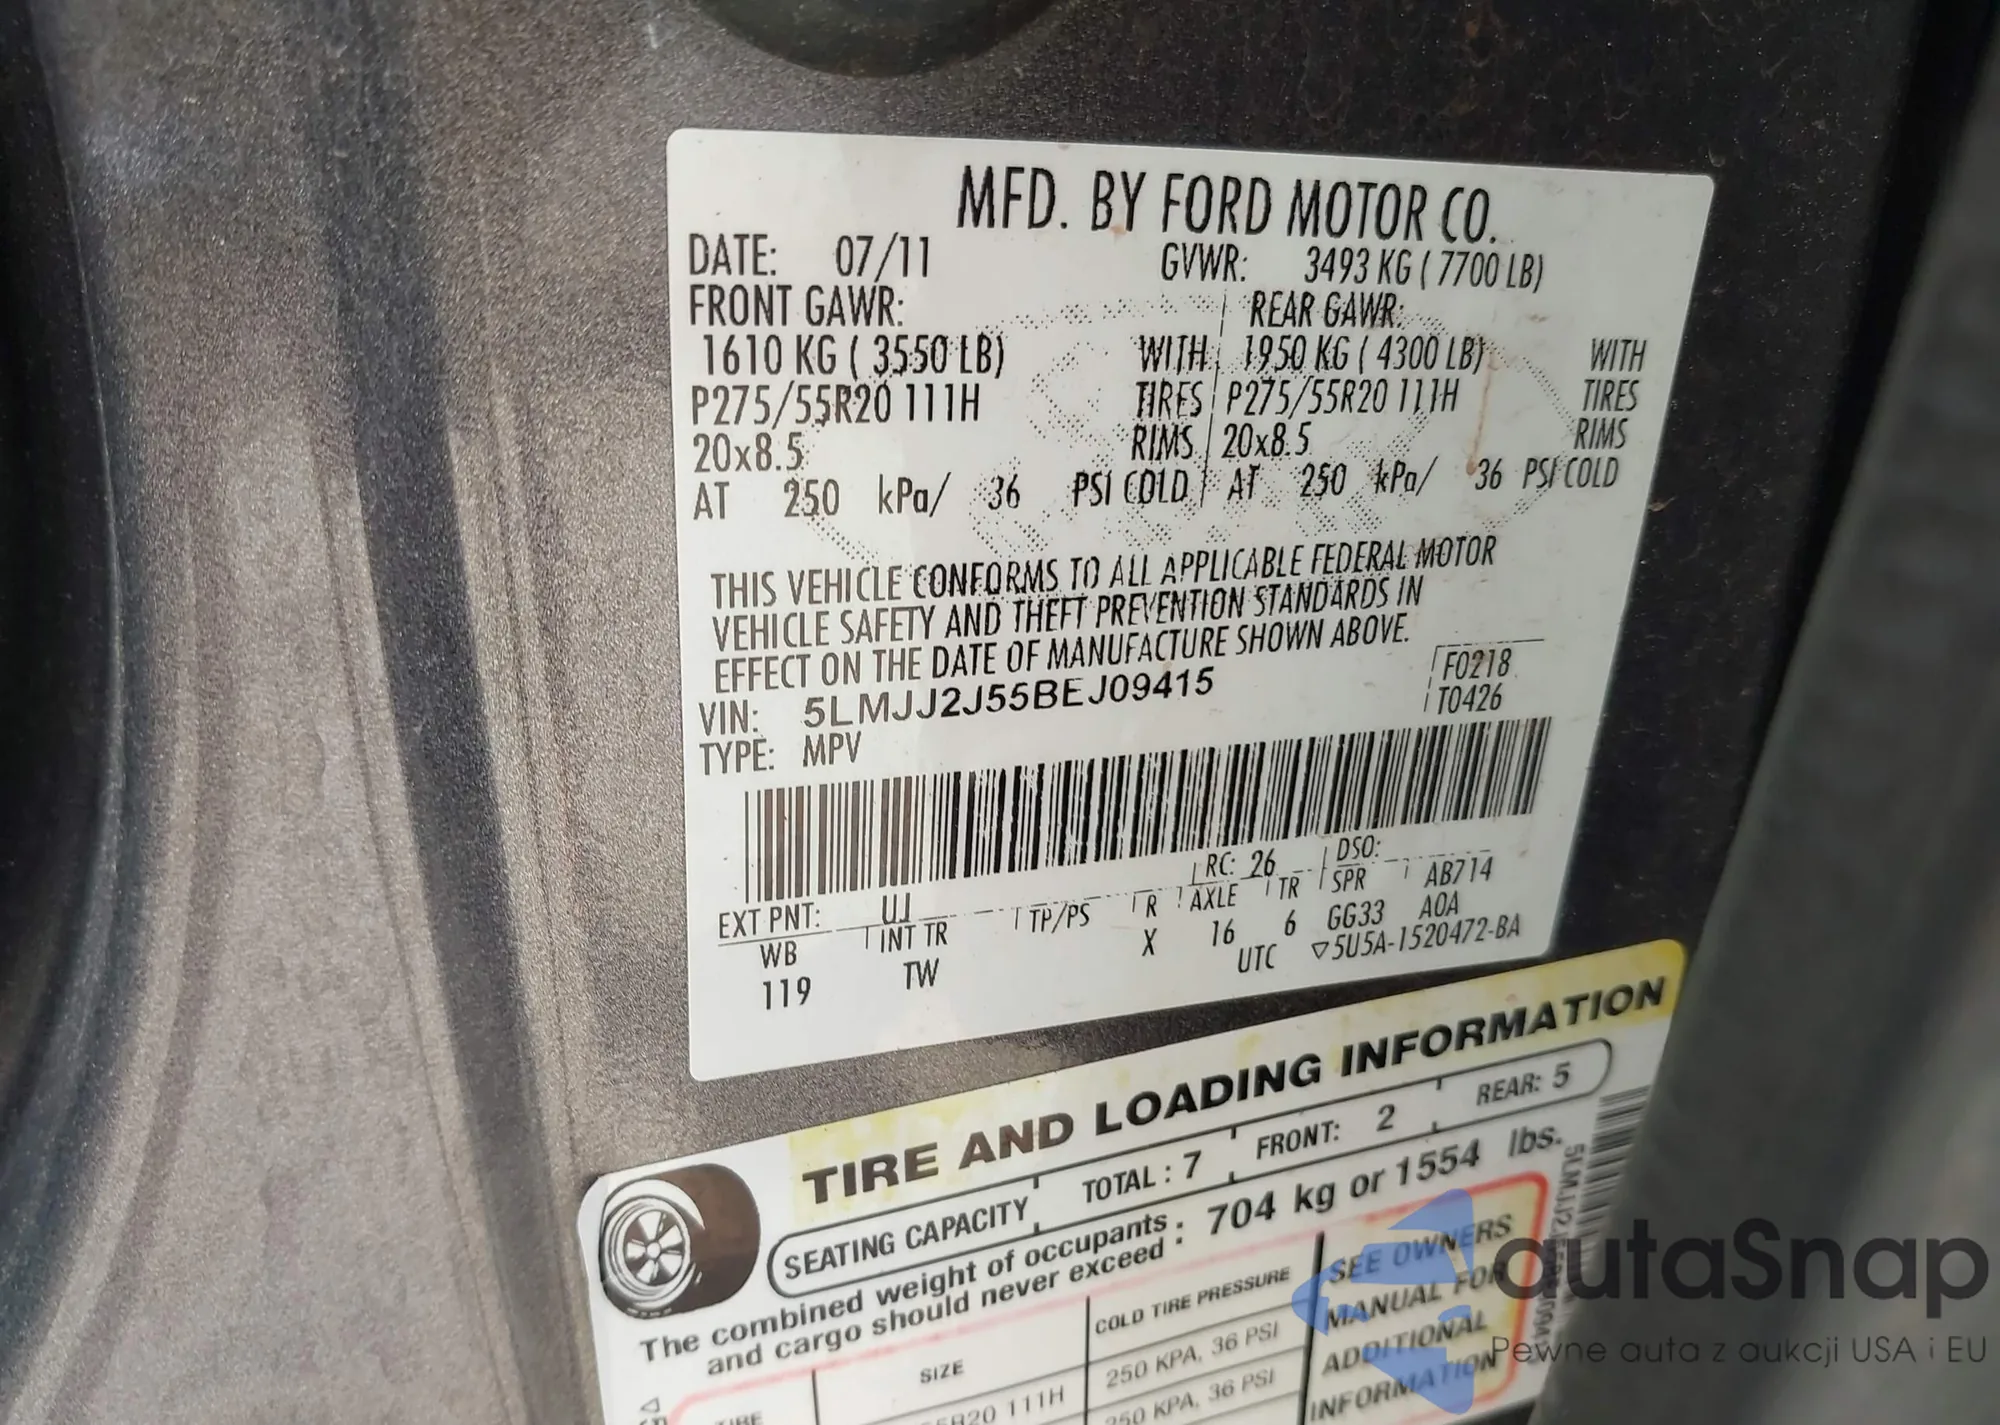 MFD. BY FORD MOTOR CO.
DATE: 07/11 GVWR: 3493 KG ( 7700 LB)
FRONT GAWR: REAR GAWR:
1610 KG ( 3550 LB) WITH 1950 KG ( 4300 LB) WITH
P275/55R20 111H TIRES P275/55R20 111H TIRES
20x8.5 RIMS 20x8.5 RIMS
AT 250 kPa/ 36 PSI COLD AT 250 kPa/ 36 PSI COLD
THIS VEHICLE CONFORMS TO ALL APPLICABLE FEDERAL MOTOR
VEHICLE SAFETY AND THEFT PREVENTION STANDARDS IN
EFFECT ON THE DATE OF MANUFACTURE SHOWN ABOVE.
F0218
VIN: 5LMJJ2J55BEJ09415 T0426
TYPE: MPV
RC: 26 DSO:
EXT PNT: UJ AB714
WB INT TR TP/PS R AXLE TR SPR
119 TW X 16 6 GG33 A0A
UTC ▽5U5A-1520472-BA
TIRE AND LOADING INFORMATION
SEATING CAPACITY TOTAL : 7 FRONT: 2 REAR: 5
The combined weight of occupants
and cargo should never exceed : 704 kg or 1554 lbs.
SIZE COLD TIRE PRESSURE
111H 250 KPA, 36 PSI
250 KPA, 36 PSI
SEE OWNERS
MANUAL FOR
ADDITIONAL
INFORMATION
autaSnap
Pewne auta z aukcji USA i EU